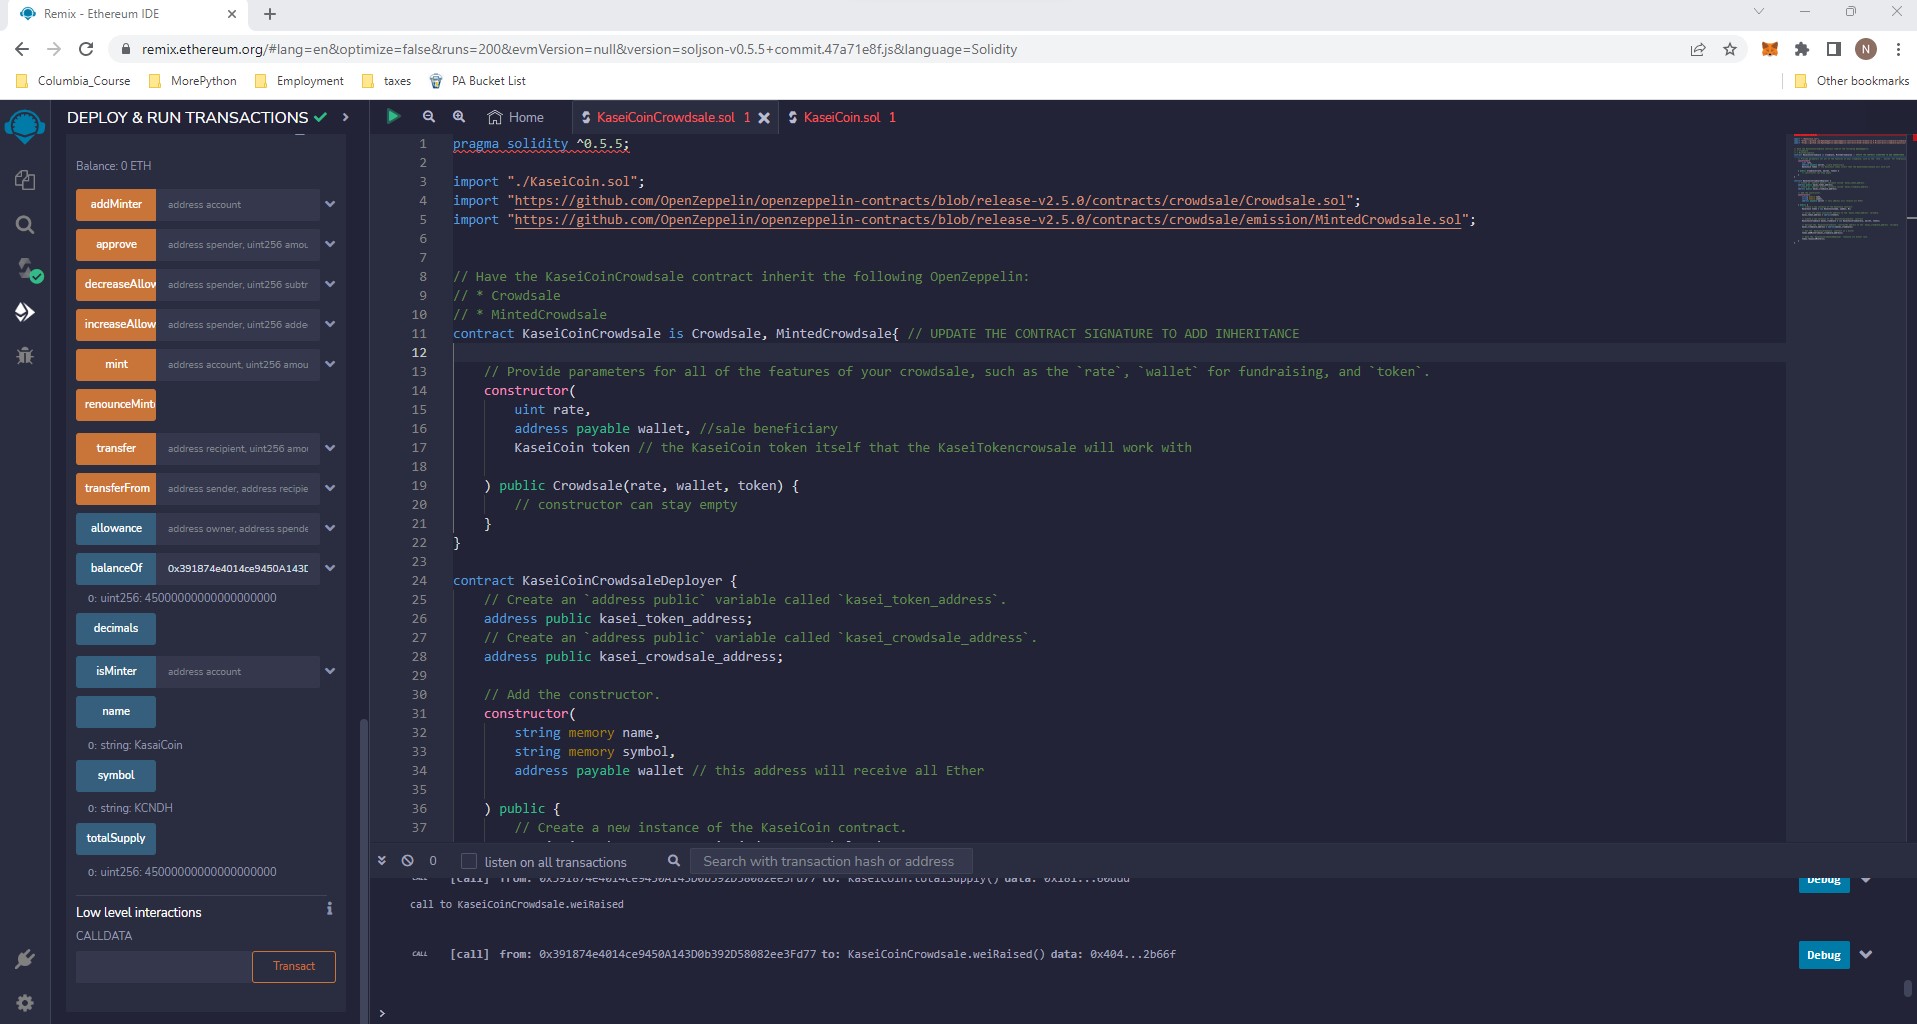 Remix - Ethereum IDE
remix.ethereum.org/#lang=en&optimize=false&runs=200&evmVersion=null&version=soljson-v0.5.5+commit.47a71e8f.js&language=Solidity
N
Columbia_Course
MorePython
Employment
taxes
PA Bucket List
Other bookmarks
DEPLOY & RUN TRANSACTIONS
Balance: 0 ETH
addMinter address account
approve address spender, uint256 amou
decreaseAllow address spender, uint256 subtr
increaseAllow address spender, uint256 adde
mint address account, uint256 amou
renounceMint
transfer address recipient, uint256 amou
transferFrom address sender, address recipie
allowance address owner, address spende
balanceOf 0x391874e4014ce9450A143D
0: uint256: 45000000000000000000
decimals
isMinter address account
name
0: string: KasaiCoin
symbol
0: string: KCNDH
totalSupply
0: uint256: 45000000000000000000
Low level interactions
CALLDATA
Transact
Home
KaseiCoinCrowdsale.sol 1
KaseiCoin.sol 1
1 pragma solidity ^0.5.5;
2
3 import "./KaseiCoin.sol";
4 import "https://github.com/OpenZeppelin/openzeppelin-contracts/blob/release-v2.5.0/contracts/crowdsale/Crowdsale.sol";
5 import "https://github.com/OpenZeppelin/openzeppelin-contracts/blob/release-v2.5.0/contracts/crowdsale/emission/MintedCrowdsale.sol";
6
7
8 // Have the KaseiCoinCrowdsale contract inherit the following OpenZeppelin:
9 // * Crowdsale
10 // * MintedCrowdsale
11 contract KaseiCoinCrowdsale is Crowdsale, MintedCrowdsale{ // UPDATE THE CONTRACT SIGNATURE TO ADD INHERITANCE
12
13 // Provide parameters for all of the features of your crowdsale, such as the `rate`, `wallet` for fundraising, and `token`.
14 constructor(
15 uint rate,
16 address payable wallet, //sale beneficiary
17 KaseiCoin token // the KaseiCoin token itself that the KaseiTokencrowsale will work with
18
19 ) public Crowdsale(rate, wallet, token) {
20 // constructor can stay empty
21 }
22 }
23
24 contract KaseiCoinCrowdsaleDeployer {
25 // Create an `address public` variable called `kasei_token_address`.
26 address public kasei_token_address;
27 // Create an `address public` variable called `kasei_crowdsale_address`.
28 address public kasei_crowdsale_address;
29
30 // Add the constructor.
31 constructor(
32 string memory name,
33 string memory symbol,
34 address payable wallet // this address will receive all Ether
35
36 ) public {
37 // Create a new instance of the KaseiCoin contract.
0
listen on all transactions
Search with transaction hash or address
CALL [call] from: 0x391874e4014ce9450A143D0b392D58082ee3Fd77 to: KaseiCoin.totalSupply() data: 0x181...60ddd Debug
call to KaseiCoinCrowdsale.weiRaised
CALL [call] from: 0x391874e4014ce9450A143D0b392D58082ee3Fd77 to: KaseiCoinCrowdsale.weiRaised() data: 0x404...2b66f Debug
>